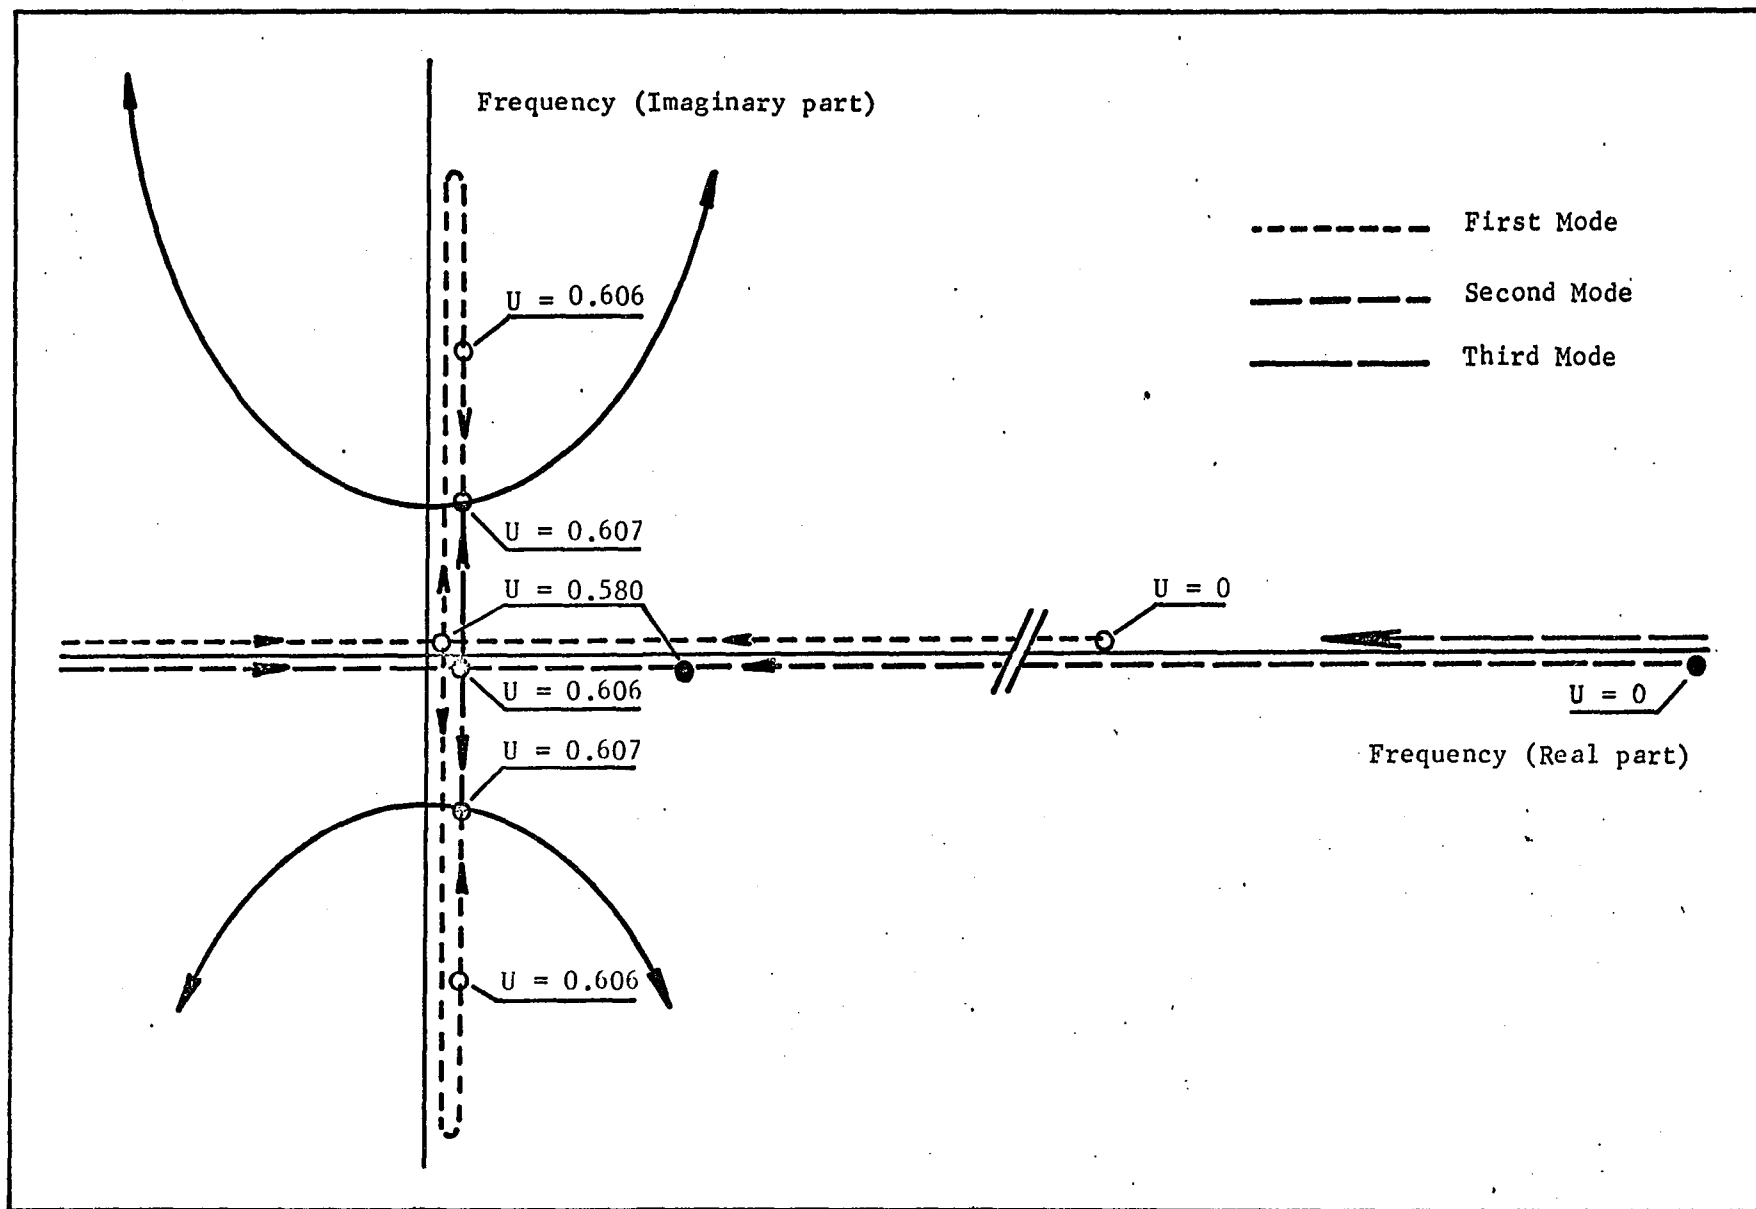 Frequency (Imaginary part)
First Mode
U = 0.606
Second Mode
Third Mode
U = 0.607
U = 0.580
U = 0
U = 0.606
U = 0
U = 0.607
Frequency (Real part)
U = 0.606